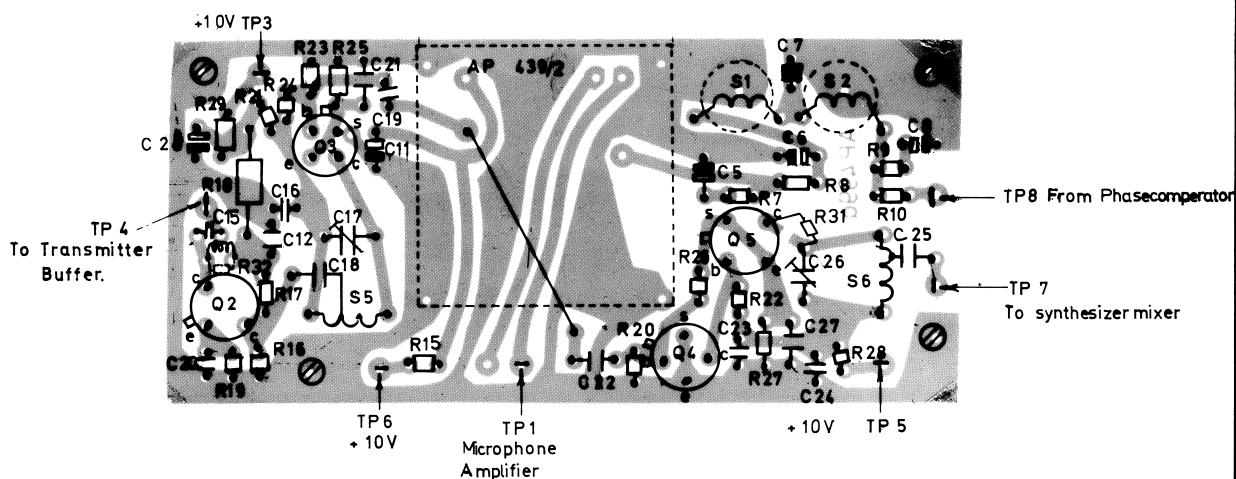 +10V TP3
R23 R25
C21
AP 439/2
C7
S1
S2
R24
R21
R29
C2
C19
Q3
s
b
e
c
C11
C6
C8
R9
C5
R7
R8
R10
TP8 From Phasecomperator
R18
C16
TP 4
To Transmitter
Buffer.
C15
C17
C12
C18
R32
R17
S5
Q2
c
e
s
s
c
Q5
b
e
R31
C26
C25
S6
R22
TP 7
To synthesizer mixer
C20
R19
R16
R15
C22
R20
s
b
Q4
c
e
C23
R27
C27
C24
R28
TP6
+10V
TP1
Microphone
Amplifier
+10V
TP 5